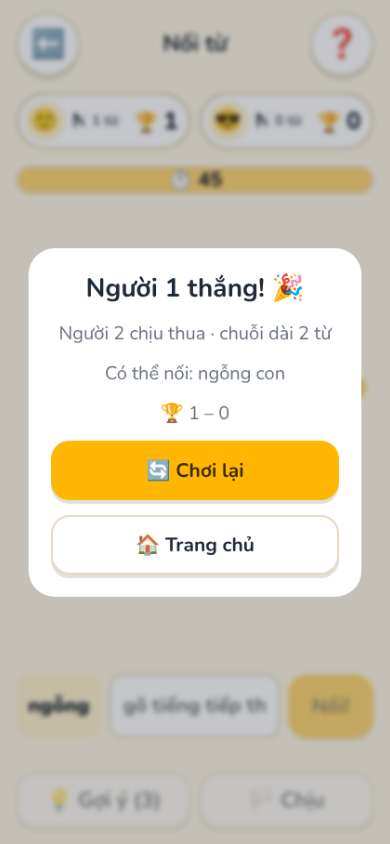 Nối từ
1
0
45
Người 1 thắng! 🎉
Người 2 chịu thua · chuỗi dài 2 từ
Có thể nối: ngỗng con
🏆 1 – 0
🔄 Chơi lại
🏠 Trang chủ
ngỗng
gõ tiếng tiếp th
Nối!
💡 Gợi ý (3)
Chịu